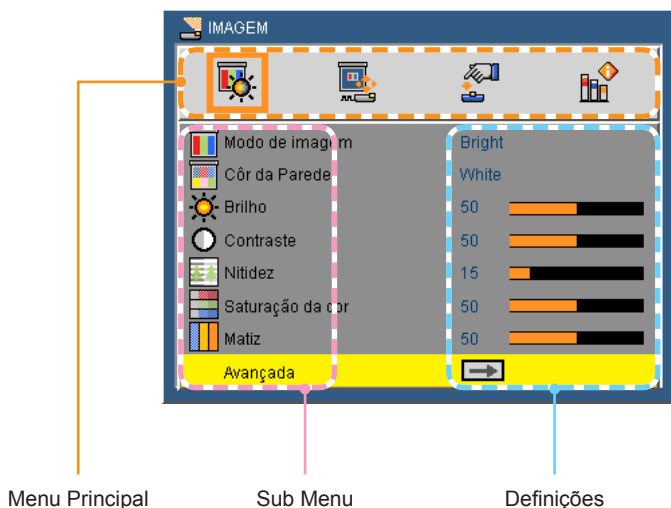 IMAGEM
Modo de imagem Bright
Côr da Parede White
Brilho 50
Contraste 50
Nitidez 15
Saturação da cor 50
Matiz 50
Avançada
Menu Principal Sub Menu Definições